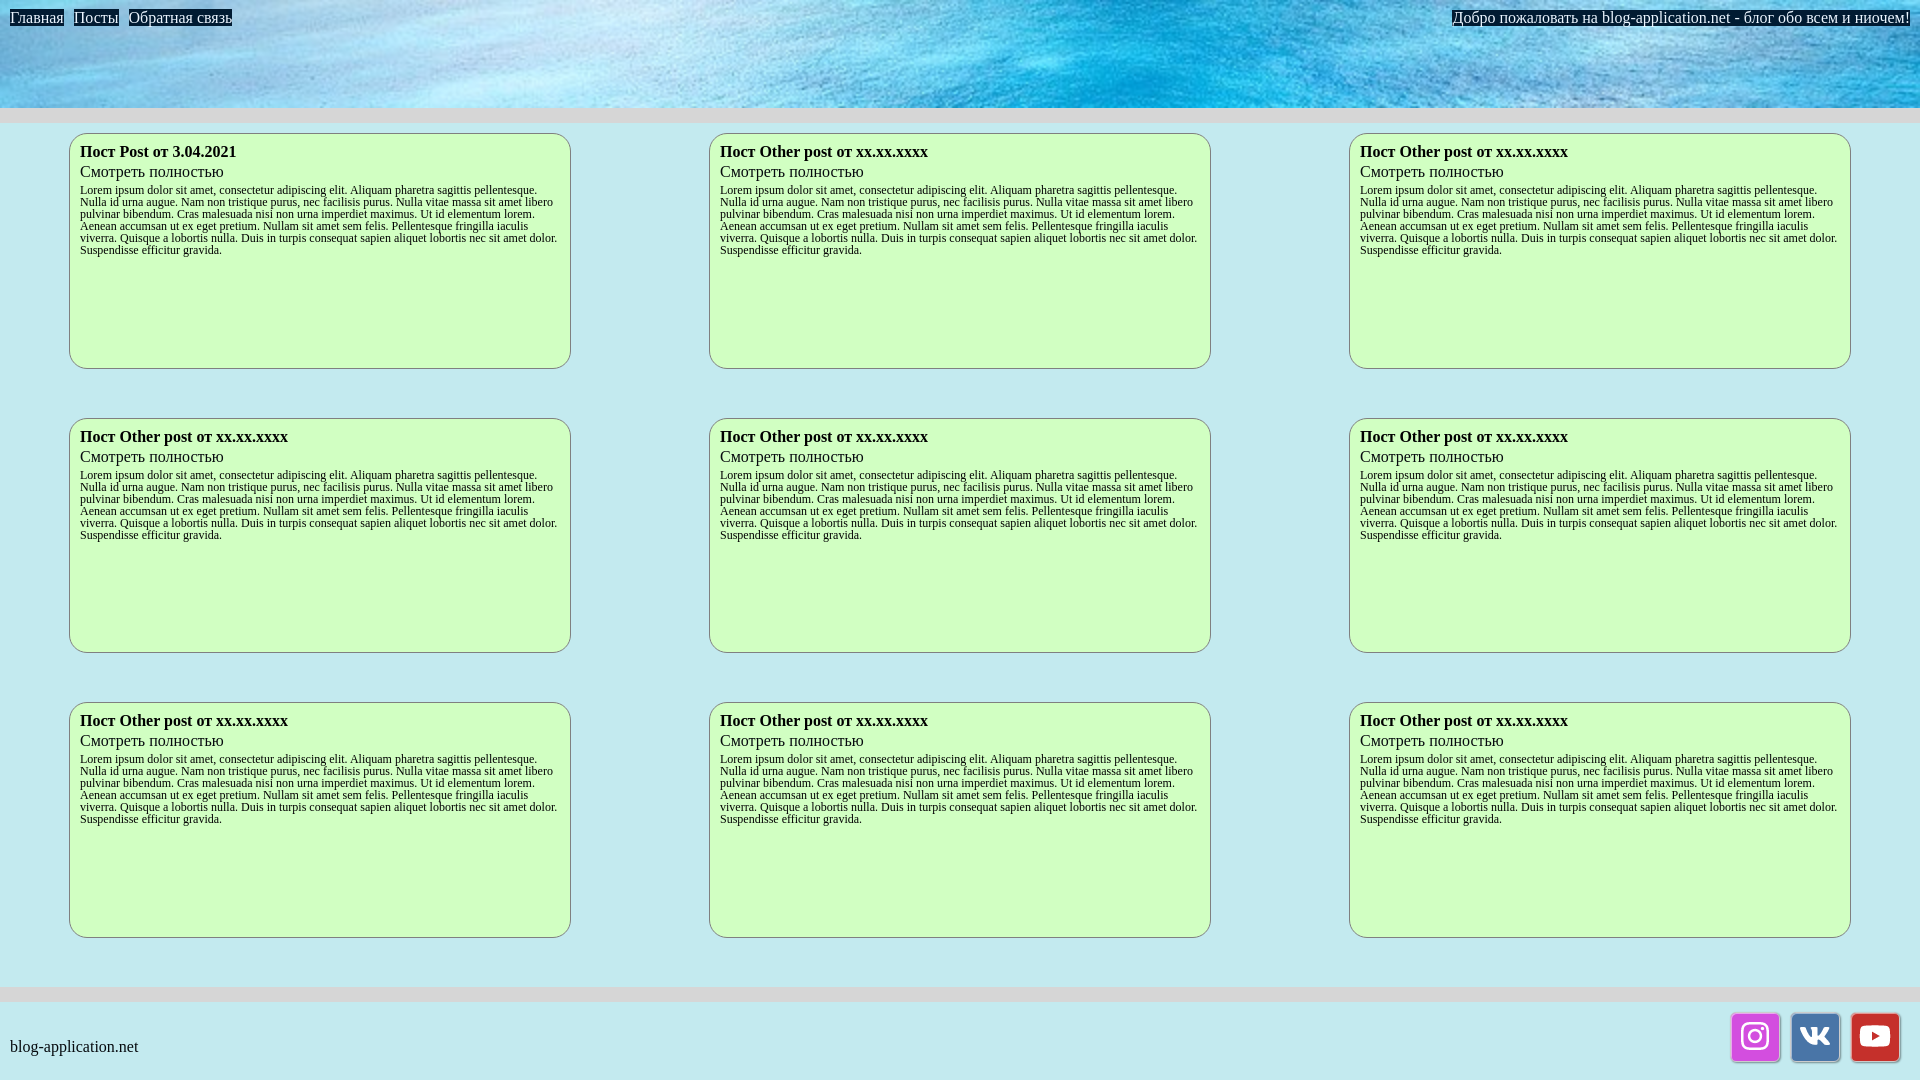 Главная Посты Обратная связь
Добро пожаловать на blog-application.net - блог обо всем и ниочем!
Пост Post от 3.04.2021
Смотреть полностью
Lorem ipsum dolor sit amet, consectetur adipiscing elit. Aliquam pharetra sagittis pellentesque.
Nulla id urna augue. Nam non tristique purus, nec facilisis purus. Nulla vitae massa sit amet libero
pulvinar bibendum. Cras malesuada nisi non urna imperdiet maximus. Ut id elementum lorem.
Aenean accumsan ut ex eget pretium. Nullam sit amet sem felis. Pellentesque fringilla iaculis
viverra. Quisque a lobortis nulla. Duis in turpis consequat sapien aliquet lobortis nec sit amet dolor.
Suspendisse efficitur gravida.
Пост Other post от xx.xx.xxxx
Смотреть полностью
Lorem ipsum dolor sit amet, consectetur adipiscing elit. Aliquam pharetra sagittis pellentesque.
Nulla id urna augue. Nam non tristique purus, nec facilisis purus. Nulla vitae massa sit amet libero
pulvinar bibendum. Cras malesuada nisi non urna imperdiet maximus. Ut id elementum lorem.
Aenean accumsan ut ex eget pretium. Nullam sit amet sem felis. Pellentesque fringilla iaculis
viverra. Quisque a lobortis nulla. Duis in turpis consequat sapien aliquet lobortis nec sit amet dolor.
Suspendisse efficitur gravida.
Пост Other post от xx.xx.xxxx
Смотреть полностью
Lorem ipsum dolor sit amet, consectetur adipiscing elit. Aliquam pharetra sagittis pellentesque.
Nulla id urna augue. Nam non tristique purus, nec facilisis purus. Nulla vitae massa sit amet libero
pulvinar bibendum. Cras malesuada nisi non urna imperdiet maximus. Ut id elementum lorem.
Aenean accumsan ut ex eget pretium. Nullam sit amet sem felis. Pellentesque fringilla iaculis
viverra. Quisque a lobortis nulla. Duis in turpis consequat sapien aliquet lobortis nec sit amet dolor.
Suspendisse efficitur gravida.
Пост Other post от xx.xx.xxxx
Смотреть полностью
Lorem ipsum dolor sit amet, consectetur adipiscing elit. Aliquam pharetra sagittis pellentesque.
Nulla id urna augue. Nam non tristique purus, nec facilisis purus. Nulla vitae massa sit amet libero
pulvinar bibendum. Cras malesuada nisi non urna imperdiet maximus. Ut id elementum lorem.
Aenean accumsan ut ex eget pretium. Nullam sit amet sem felis. Pellentesque fringilla iaculis
viverra. Quisque a lobortis nulla. Duis in turpis consequat sapien aliquet lobortis nec sit amet dolor.
Suspendisse efficitur gravida.
Пост Other post от xx.xx.xxxx
Смотреть полностью
Lorem ipsum dolor sit amet, consectetur adipiscing elit. Aliquam pharetra sagittis pellentesque.
Nulla id urna augue. Nam non tristique purus, nec facilisis purus. Nulla vitae massa sit amet libero
pulvinar bibendum. Cras malesuada nisi non urna imperdiet maximus. Ut id elementum lorem.
Aenean accumsan ut ex eget pretium. Nullam sit amet sem felis. Pellentesque fringilla iaculis
viverra. Quisque a lobortis nulla. Duis in turpis consequat sapien aliquet lobortis nec sit amet dolor.
Suspendisse efficitur gravida.
Пост Other post от xx.xx.xxxx
Смотреть полностью
Lorem ipsum dolor sit amet, consectetur adipiscing elit. Aliquam pharetra sagittis pellentesque.
Nulla id urna augue. Nam non tristique purus, nec facilisis purus. Nulla vitae massa sit amet libero
pulvinar bibendum. Cras malesuada nisi non urna imperdiet maximus. Ut id elementum lorem.
Aenean accumsan ut ex eget pretium. Nullam sit amet sem felis. Pellentesque fringilla iaculis
viverra. Quisque a lobortis nulla. Duis in turpis consequat sapien aliquet lobortis nec sit amet dolor.
Suspendisse efficitur gravida.
Пост Other post от xx.xx.xxxx
Смотреть полностью
Lorem ipsum dolor sit amet, consectetur adipiscing elit. Aliquam pharetra sagittis pellentesque.
Nulla id urna augue. Nam non tristique purus, nec facilisis purus. Nulla vitae massa sit amet libero
pulvinar bibendum. Cras malesuada nisi non urna imperdiet maximus. Ut id elementum lorem.
Aenean accumsan ut ex eget pretium. Nullam sit amet sem felis. Pellentesque fringilla iaculis
viverra. Quisque a lobortis nulla. Duis in turpis consequat sapien aliquet lobortis nec sit amet dolor.
Suspendisse efficitur gravida.
Пост Other post от xx.xx.xxxx
Смотреть полностью
Lorem ipsum dolor sit amet, consectetur adipiscing elit. Aliquam pharetra sagittis pellentesque.
Nulla id urna augue. Nam non tristique purus, nec facilisis purus. Nulla vitae massa sit amet libero
pulvinar bibendum. Cras malesuada nisi non urna imperdiet maximus. Ut id elementum lorem.
Aenean accumsan ut ex eget pretium. Nullam sit amet sem felis. Pellentesque fringilla iaculis
viverra. Quisque a lobortis nulla. Duis in turpis consequat sapien aliquet lobortis nec sit amet dolor.
Suspendisse efficitur gravida.
Пост Other post от xx.xx.xxxx
Смотреть полностью
Lorem ipsum dolor sit amet, consectetur adipiscing elit. Aliquam pharetra sagittis pellentesque.
Nulla id urna augue. Nam non tristique purus, nec facilisis purus. Nulla vitae massa sit amet libero
pulvinar bibendum. Cras malesuada nisi non urna imperdiet maximus. Ut id elementum lorem.
Aenean accumsan ut ex eget pretium. Nullam sit amet sem felis. Pellentesque fringilla iaculis
viverra. Quisque a lobortis nulla. Duis in turpis consequat sapien aliquet lobortis nec sit amet dolor.
Suspendisse efficitur gravida.
blog-application.net